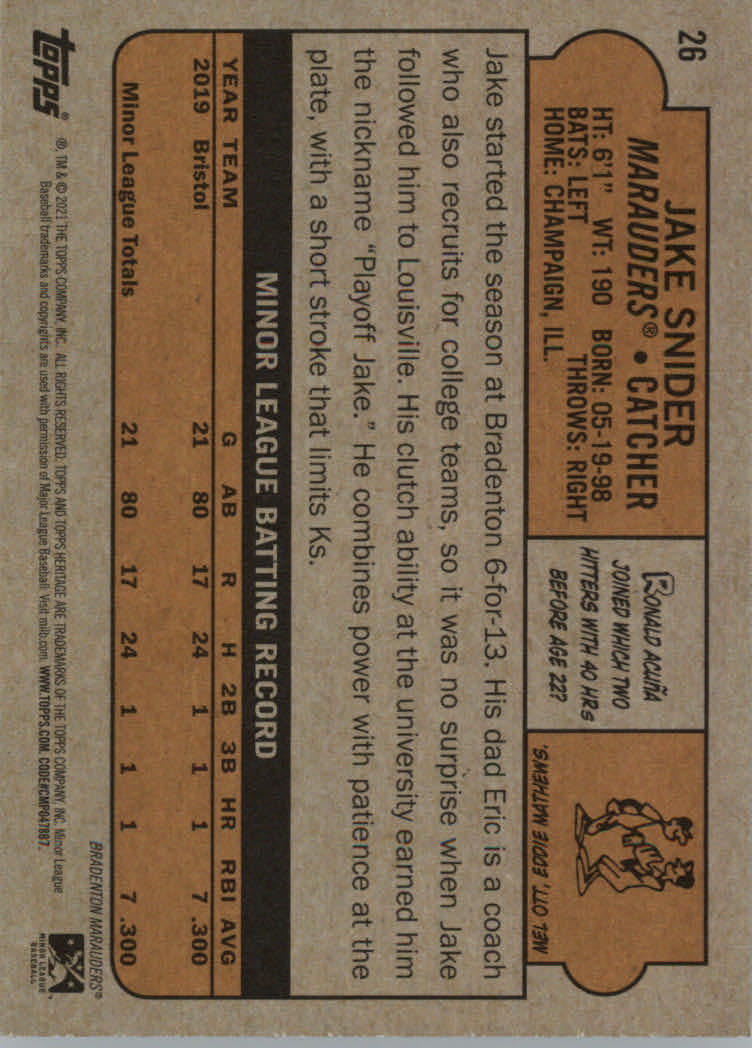 26
JAKE SNIDER
MARAUDERS® • CATCHER
HT: 6'1" WT: 190 BORN: 05-19-98
BATS: LEFT THROWS: RIGHT
HOME: CHAMPAIGN, ILL.
RONALD ACUÑA
JOINED WHICH TWO
HITTERS WITH 40 HRS
BEFORE AGE 22?
MEL OTT, EDDIE MATHEWS.
Jake started the season at Bradenton 6-for-13. His dad Eric is a coach
who also recruits for college teams, so it was no surprise when Jake
followed him to Louisville. His clutch ability at the university earned him
the nickname "Playoff Jake." He combines power with patience at the
plate, with a short stroke that limits Ks.
MINOR LEAGUE BATTING RECORD
YEAR TEAM G AB R H 2B 3B HR RBI AVG
2019 Bristol 21 80 17 24 1 1 1 7 .300
Minor League Totals 21 80 17 24 1 1 1 7 .300
BRADENTON MARAUDERS®
topps®
®, TM & © 2021 THE TOPPS COMPANY, INC. ALL RIGHTS RESERVED. TOPPS AND TOPPS HERITAGE ARE TRADEMARKS OF THE TOPPS COMPANY, INC. Minor League
Baseball trademarks and copyrights are used with permission of Major League Baseball. Visit milb.com. WWW.TOPPS.COM. CODE#CMP047887.
MINOR LEAGUE
BASEBALL